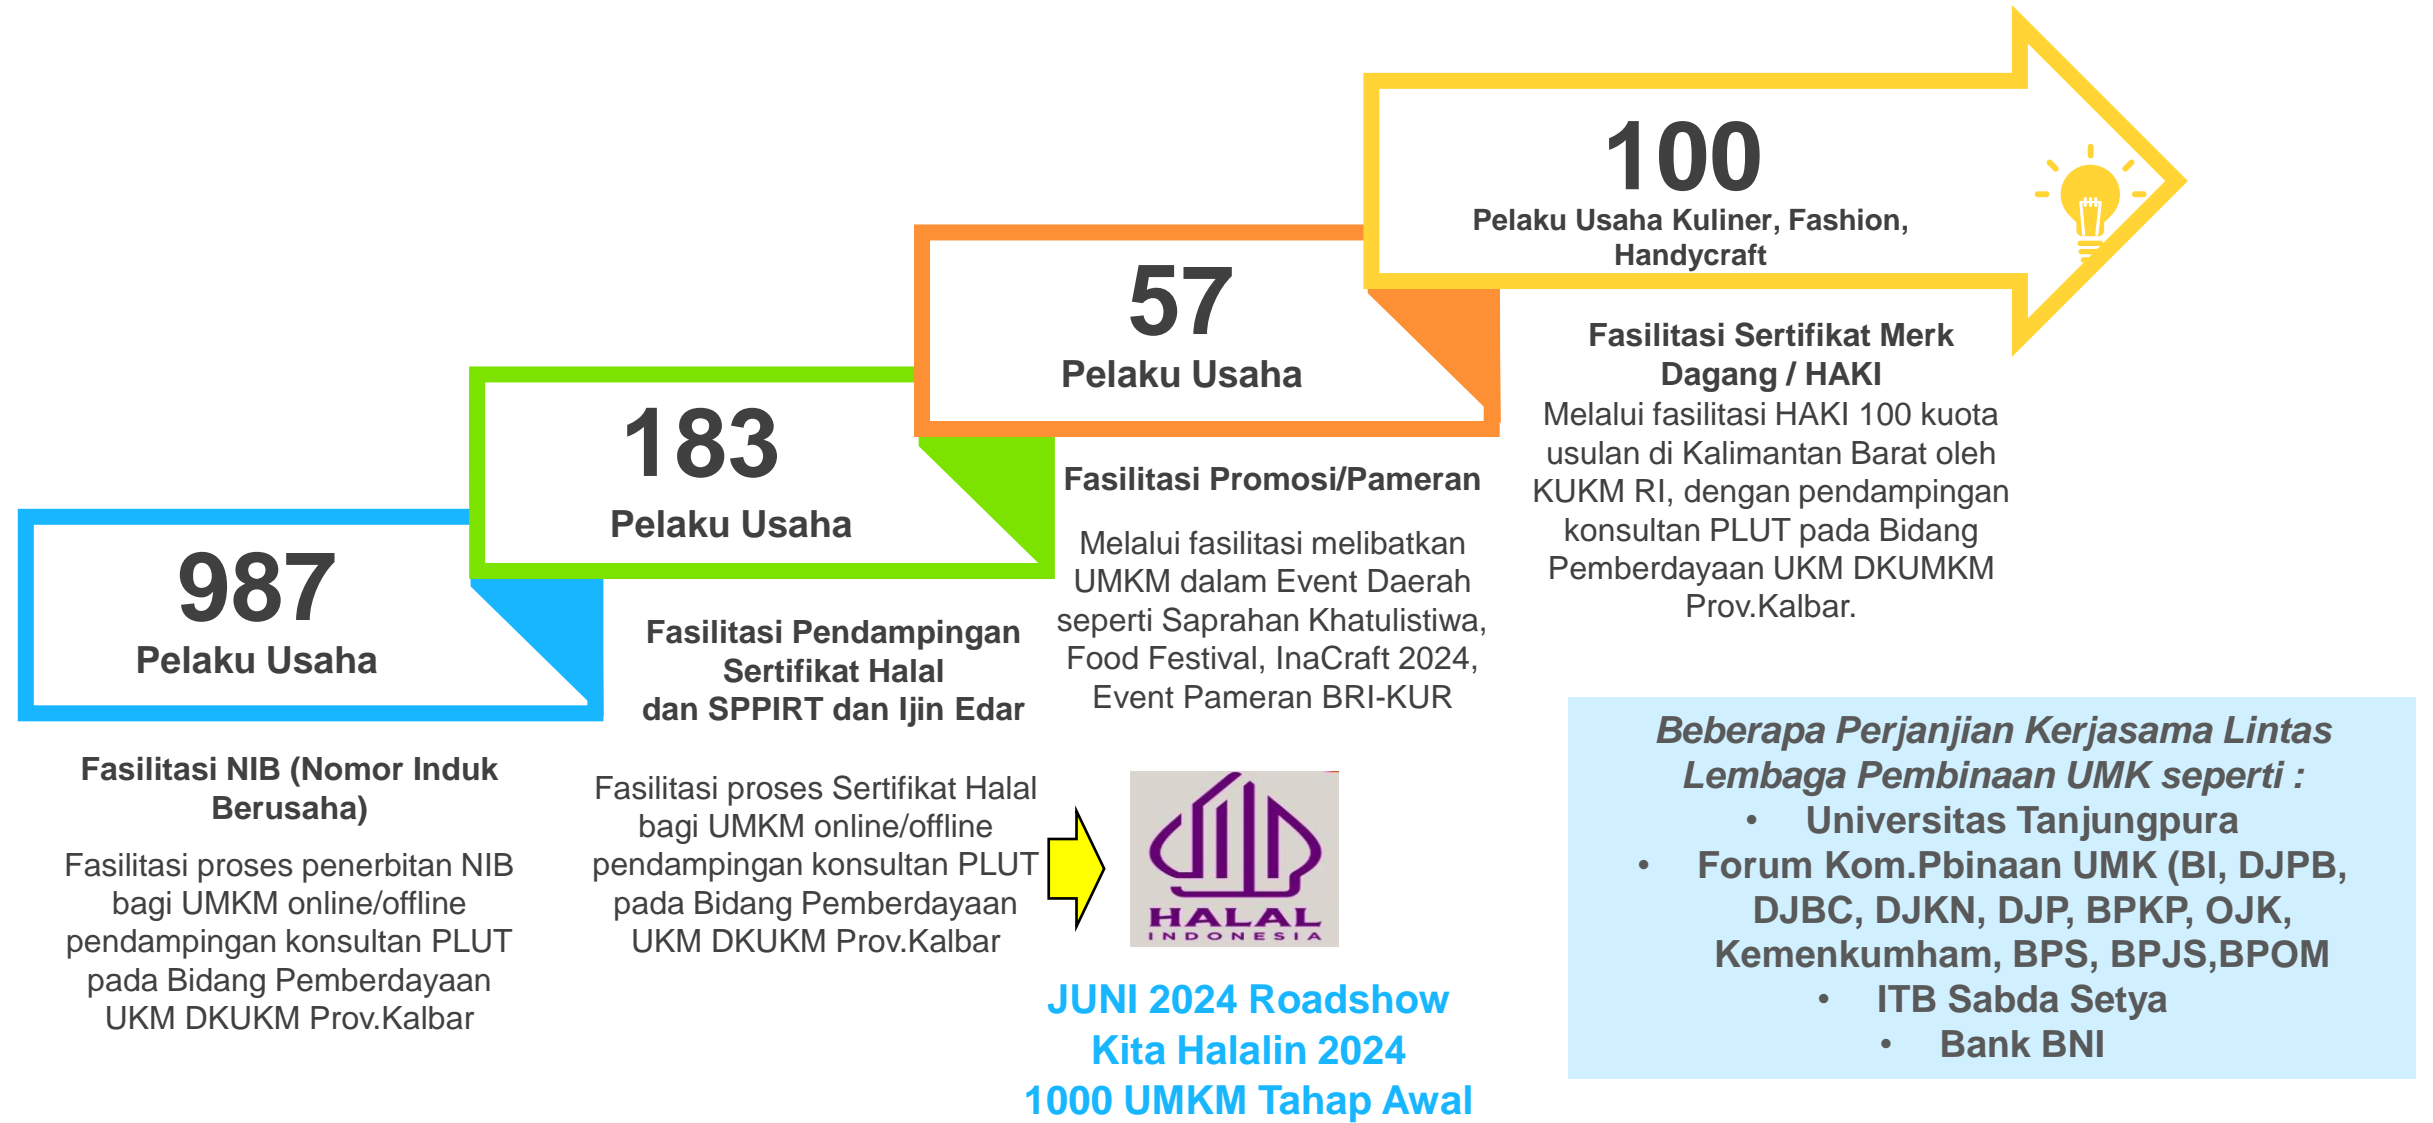 987
Pelaku Usaha
Fasilitasi NIB (Nomor Induk
Berusaha)
Fasilitasi proses penerbitan NIB
bagi UMKM online/offline
pendampingan konsultan PLUT
pada Bidang Pemberdayaan
UKM DKUKM Prov.Kalbar
183
Pelaku Usaha
Fasilitasi Pendampingan
Sertifikat Halal
dan SPPIRT dan Ijin Edar
Fasilitasi proses Sertifikat Halal
bagi UMKM online/offline
pendampingan konsultan PLUT
pada Bidang Pemberdayaan
UKM DKUKM Prov.Kalbar
57
Pelaku Usaha
Fasilitasi Promosi/Pameran
Melalui fasilitasi melibatkan
UMKM dalam Event Daerah
seperti Saprahan Khatulistiwa,
Food Festival, InaCraft 2024,
Event Pameran BRI-KUR
HALAL
INDONESIA
JUNI 2024 Roadshow
Kita Halalin 2024
1000 UMKM Tahap Awal
100
Pelaku Usaha Kuliner, Fashion,
Handycraft
Fasilitasi Sertifikat Merk
Dagang / HAKI
Melalui fasilitasi HAKI 100 kuota
usulan di Kalimantan Barat oleh
KUKM RI, dengan pendampingan
konsultan PLUT pada Bidang
Pemberdayaan UKM DKUMKM
Prov.Kalbar.
Beberapa Perjanjian Kerjasama Lintas
Lembaga Pembinaan UMK seperti :
• Universitas Tanjungpura
• Forum Kom.Pbinaan UMK (BI, DJPB,
DJBC, DJKN, DJP, BPKP, OJK,
Kemenkumham, BPS, BPJS,BPOM
• ITB Sabda Setya
• Bank BNI